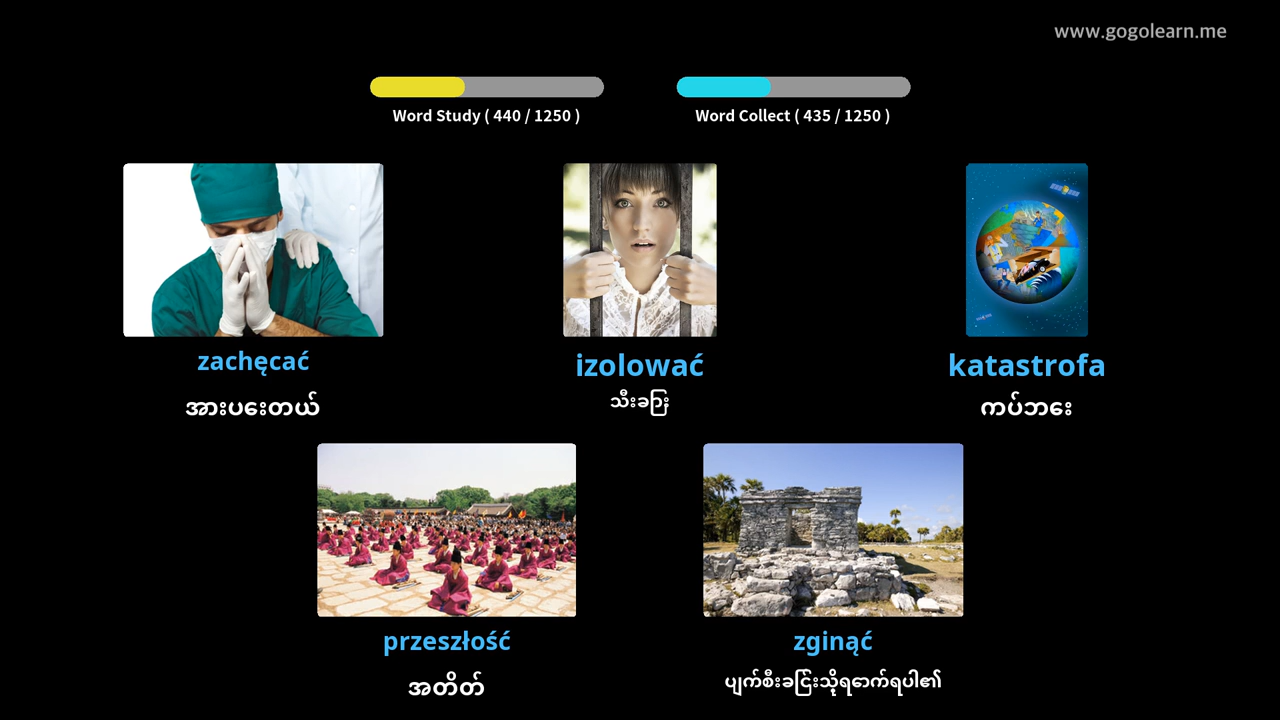 www.gogolearn.me
Word Study ( 440 / 1250 )
Word Collect ( 435 / 1250 )
zachęcać
အားပေးတယ်
izolować
သီးခြား
katastrofa
ကပ်ဘေး
przeszłość
အတိတ်
zginąć
ပျက်စီးခြင်းသို့ရောက်ရပါ၏